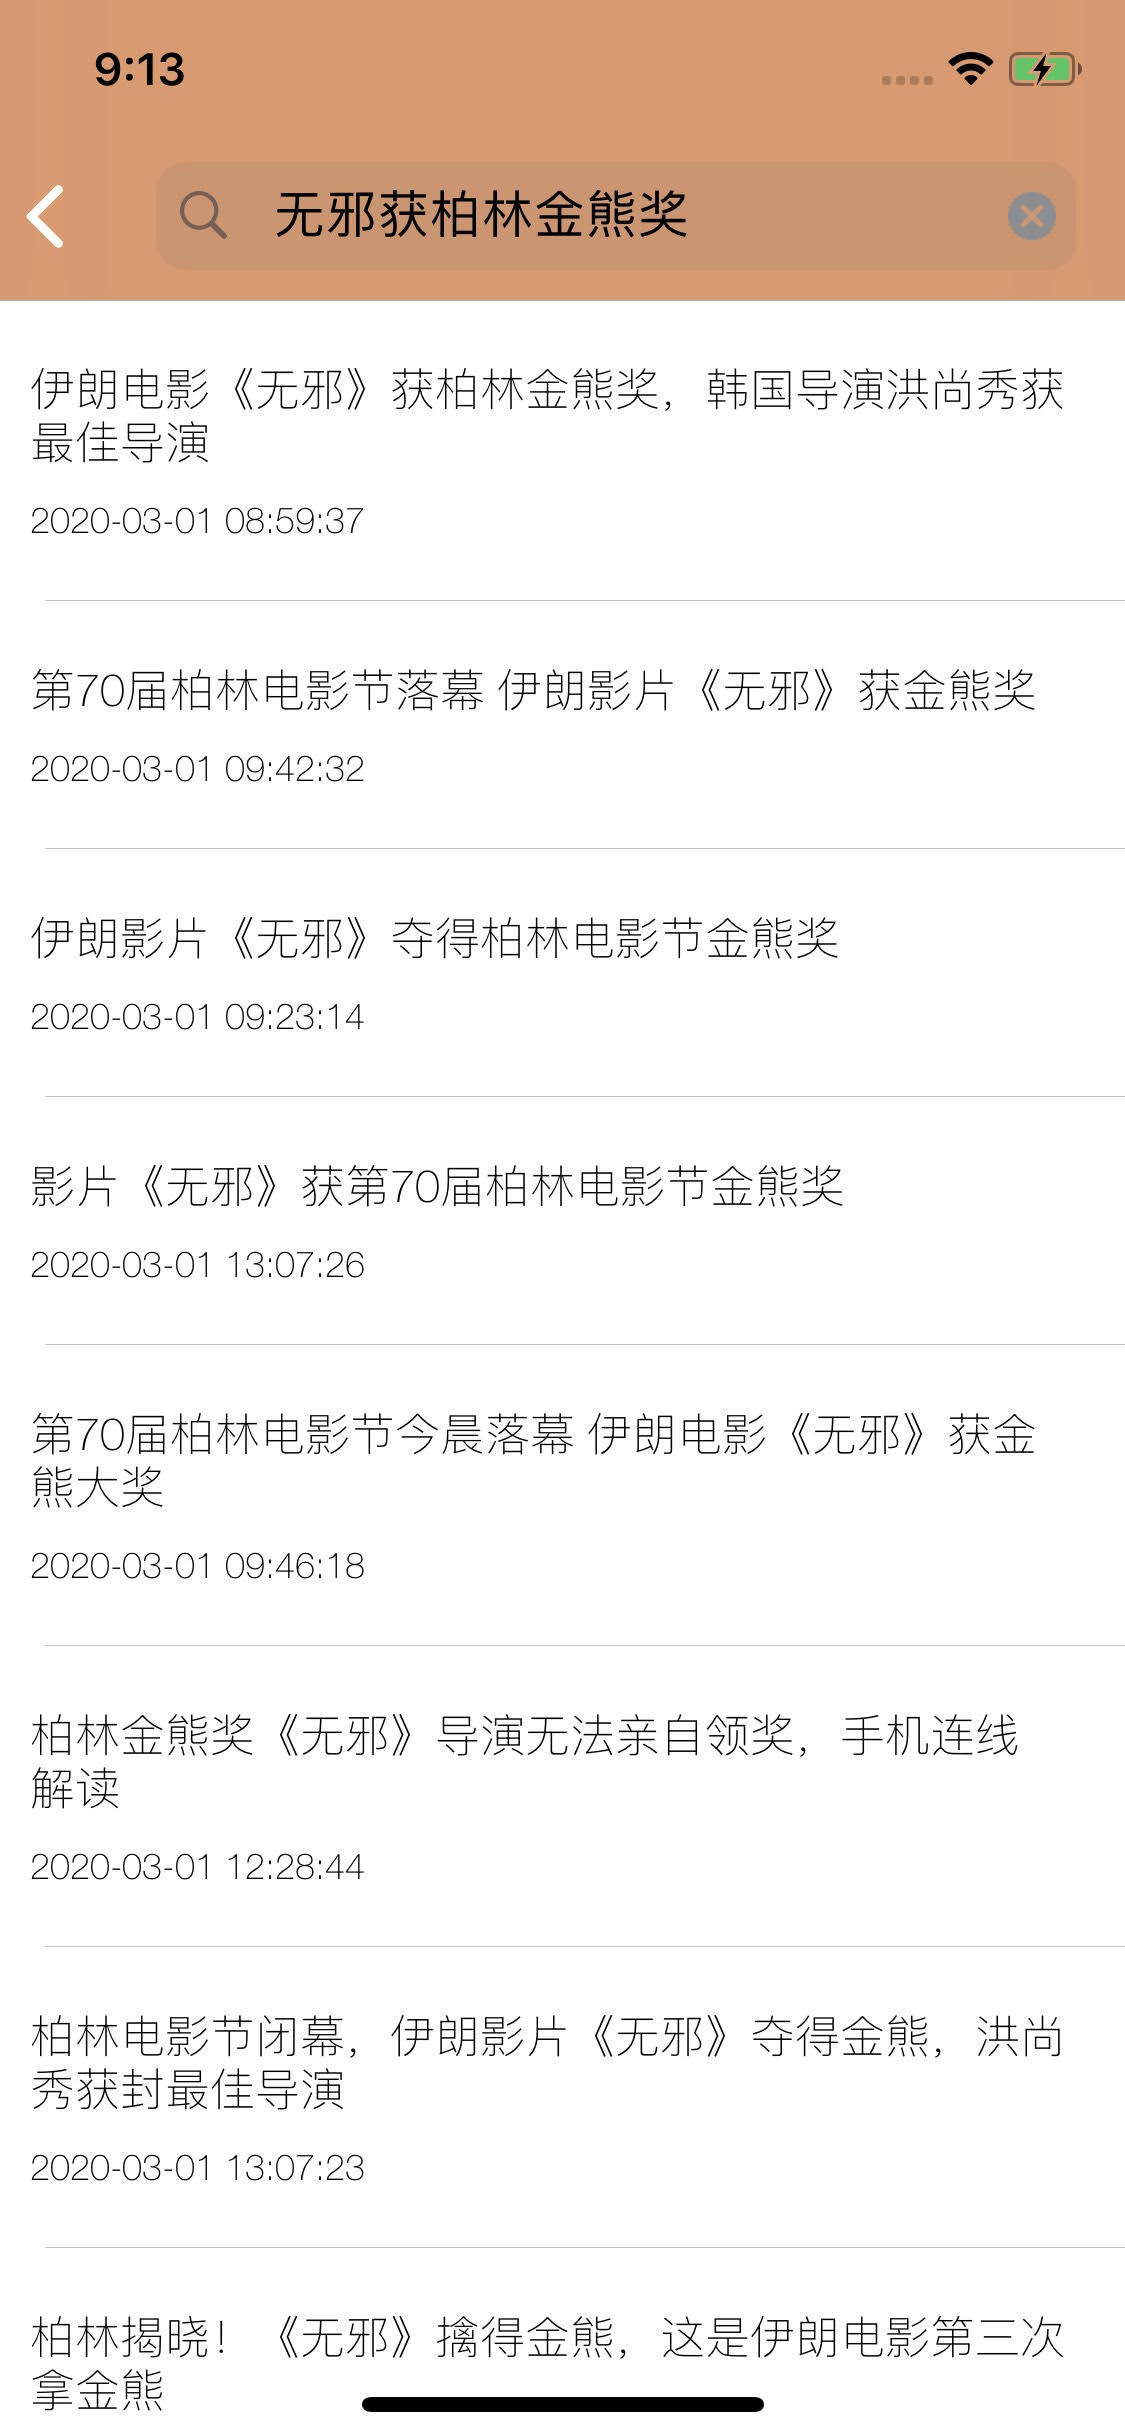 9:13
无邪获柏林金熊奖
伊朗电影《无邪》获柏林金熊奖，韩国导演洪尚秀获
最佳导演
2020-03-01 08:59:37
第70届柏林电影节落幕 伊朗影片《无邪》获金熊奖
2020-03-01 09:42:32
伊朗影片《无邪》夺得柏林电影节金熊奖
2020-03-01 09:23:14
影片《无邪》获第70届柏林电影节金熊奖
2020-03-01 13:07:26
第70届柏林电影节今晨落幕 伊朗电影《无邪》获金
熊大奖
2020-03-01 09:46:18
柏林金熊奖《无邪》导演无法亲自领奖，手机连线
解读
2020-03-01 12:28:44
柏林电影节闭幕，伊朗影片《无邪》夺得金熊，洪尚
秀获封最佳导演
2020-03-01 13:07:23
柏林揭晓！《无邪》擒得金熊，这是伊朗电影第三次
拿金熊